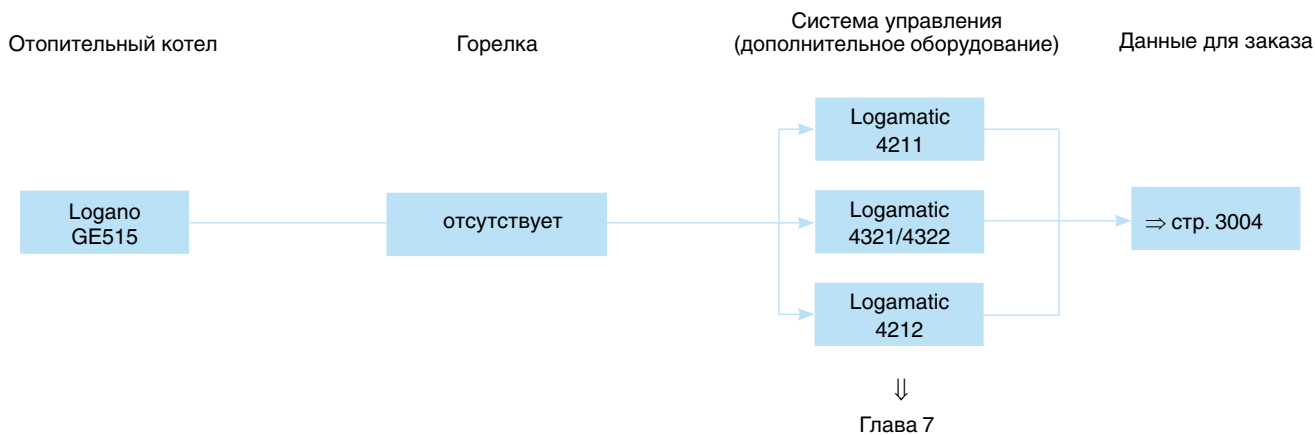 Отопительный котел
Горелка
Система управления
(дополнительное оборудование)
Данные для заказа
Logano
GE515
отсутствует
Logamatic
4211
Logamatic
4321/4322
Logamatic
4212
⇒ стр. 3004
⇓
Глава 7